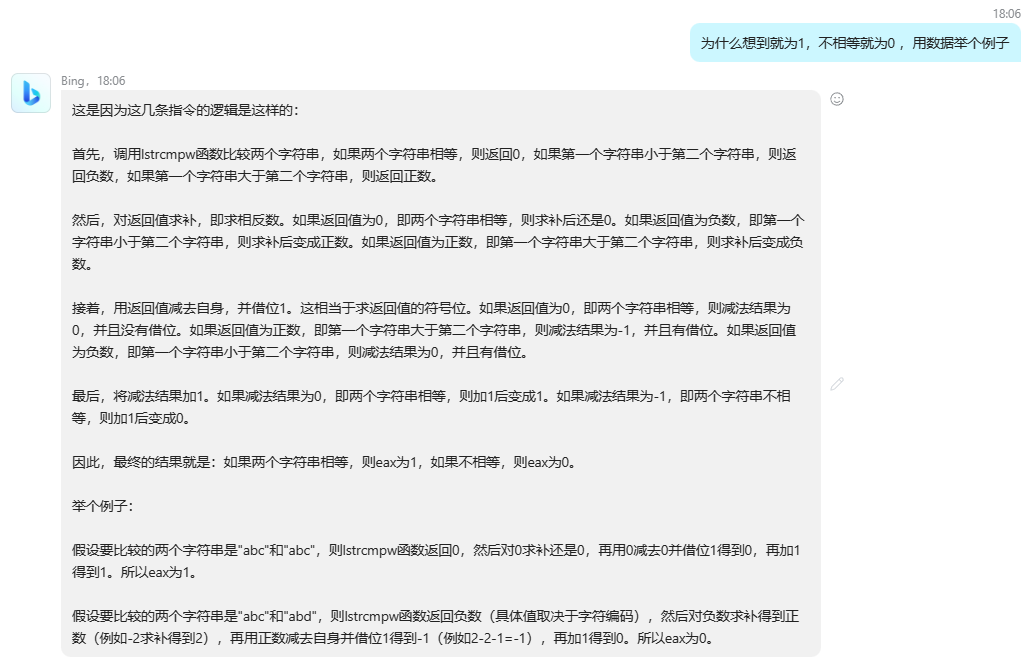 18:06
为什么想到就为1，不相等就为0 ，用数据举个例子
Bing，18:06
这是因为这几条指令的逻辑是这样的：
首先，调用lstrcmpw函数比较两个字符串，如果两个字符串相等，则返回0，如果第一个字符串小于第二个字符串，则返
回负数，如果第一个字符串大于第二个字符串，则返回正数。
然后，对返回值求补，即求相反数。如果返回值为0，即两个字符串相等，则求补后还是0。如果返回值为负数，即第一个
字符串小于第二个字符串，则求补后变成正数。如果返回值为正数，即第一个字符串大于第二个字符串，则求补后变成负
数。
接着，用返回值减去自身，并借位1。这相当于求返回值的符号位。如果返回值为0，即两个字符串相等，则减法结果为
0，并且没有借位。如果返回值为正数，即第一个字符串大于第二个字符串，则减法结果为-1，并且有借位。如果返回值
为负数，即第一个字符串小于第二个字符串，则减法结果为0，并且有借位。
最后，将减法结果加1。如果减法结果为0，即两个字符串相等，则加1后变成1。如果减法结果为-1，即两个字符串不相
等，则加1后变成0。
因此，最终的结果就是：如果两个字符串相等，则eax为1，如果不相等，则eax为0。
举个例子：
假设要比较的两个字符串是"abc"和"abc"，则lstrcmpw函数返回0，然后对0求补还是0，再用0减去0并借位1得到0，再加1
得到1。所以eax为1。
假设要比较的两个字符串是"abc"和"abd"，则lstrcmpw函数返回负数（具体值取决于字符编码），然后对负数求补得到正
数（例如-2求补得到2），再用正数减去自身并借位1得到-1（例如2-2-1=-1），再加1得到0。所以eax为0。